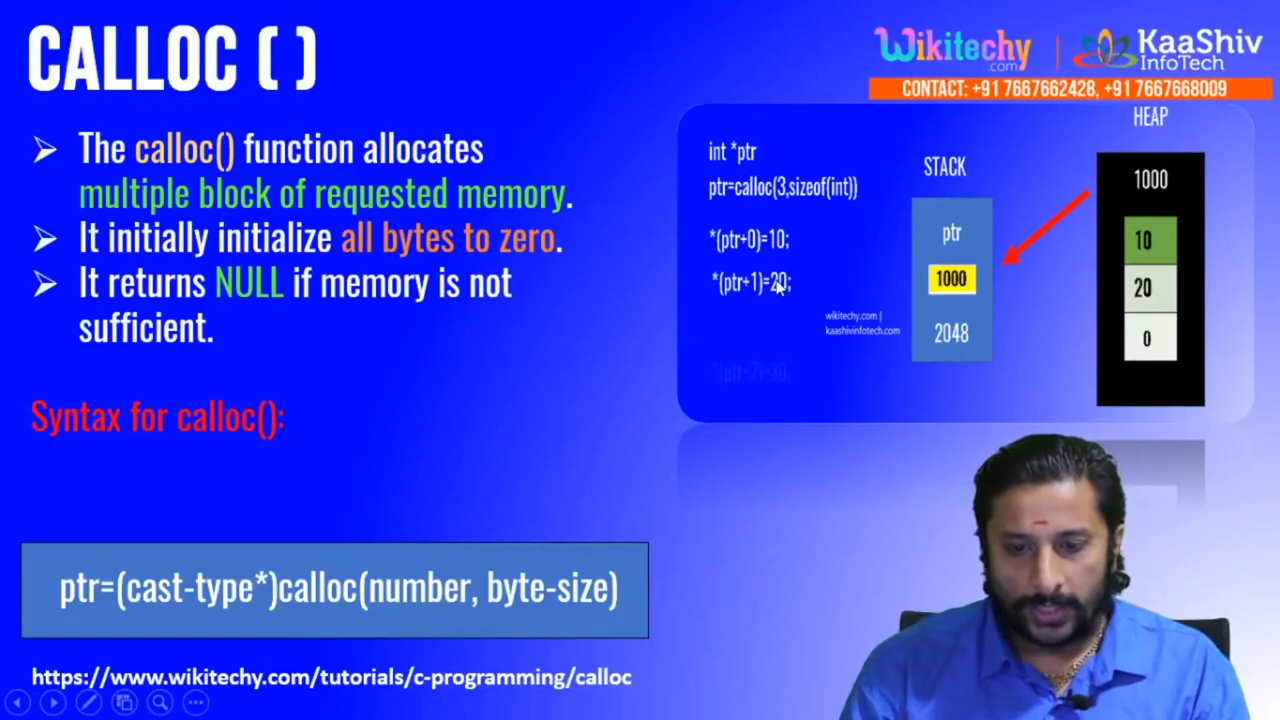 CALLOC ( )
Wikitechy
.com
KaaShiv
InfoTech
CONTACT: +91 7667662428, +91 7667668009
The calloc() function allocates
multiple block of requested memory.
It initially initialize all bytes to zero.
It returns NULL if memory is not
sufficient.
Syntax for calloc():
ptr=(cast-type*)calloc(number, byte-size)
https://www.wikitechy.com/tutorials/c-programming/calloc
int *ptr
ptr=calloc(3,sizeof(int))
*(ptr+0)=10;
*(ptr+1)=20;
wikitechy.com |
kaashivinfotech.com
STACK
ptr
1000
2048
HEAP
1000
10
20
0